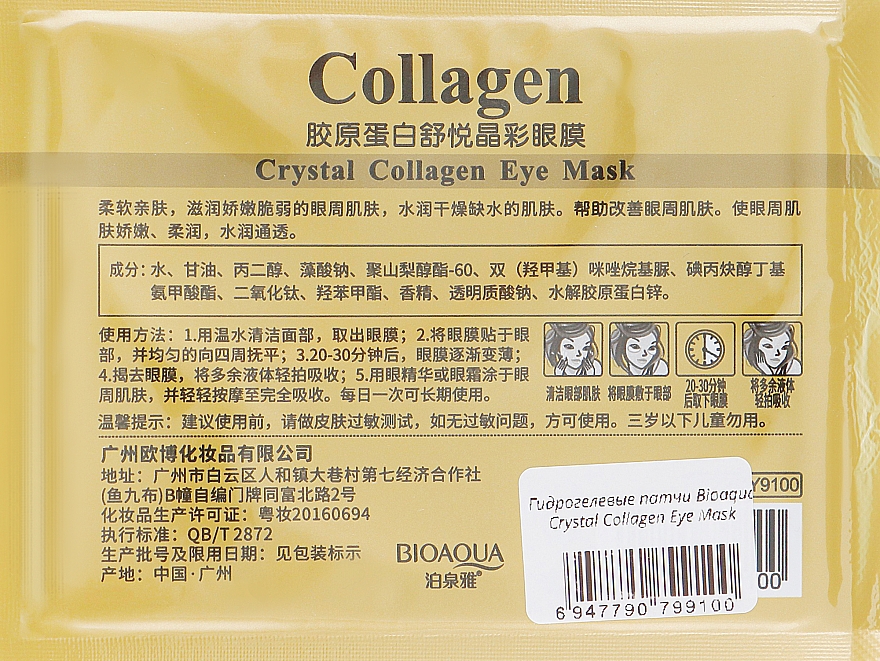 Collagen
胶原蛋白舒悦晶彩眼膜
Crystal Collagen Eye Mask
柔软亲肤，滋润娇嫩脆弱的眼周肌肤，水润干燥缺水的肌肤。帮助改善眼周肌肤。使眼周肌
肤娇嫩、柔润，水润通透。
成分：水、甘油、丙二醇、藻酸钠、聚山梨醇酯-60、双（羟甲基）咪唑烷基脲、碘丙炔醇丁基
氨甲酸酯、二氧化钛、羟苯甲酯、香精、透明质酸钠、水解胶原蛋白锌。
使用方法：1.用温水清洁面部，取出眼膜；2.将眼膜贴于眼
部，并均匀的向四周抚平；3.20-30分钟后，眼膜逐渐变薄；
4.揭去眼膜，将多余液体轻拍吸收；5.用眼精华或眼霜涂于眼
周肌肤，并轻轻按摩至完全吸收。每日一次可长期使用。
清洁眼部肌肤
将眼膜敷于眼部
20-30分钟
后取下眼膜
将多余液体
轻拍吸收
温馨提示：建议使用前，请做皮肤过敏测试，如无过敏问题，方可使用。三岁以下儿童勿用。
广州欧博化妆品有限公司
地址：广州市白云区人和镇大巷村第七经济合作社
(鱼九布)B幢自编门牌同富北路2号
化妆品生产许可证：粤妆20160694
执行标准：QB/T 2872
生产批号及限用日期：见包装标示
产地：中国·广州
BIOAQUA
泊泉雅®
Y9100
Гидрогелевые патчи Bioaqua
Crystal Collagen Eye Mask
6 947790 799100
00